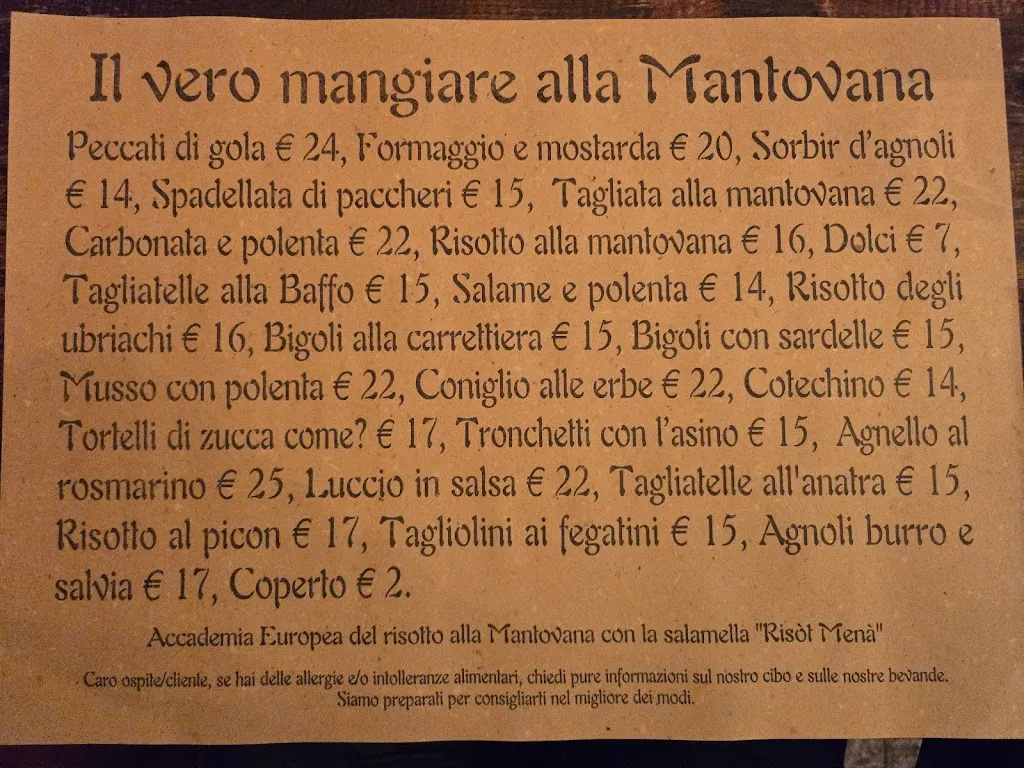 Il vero mangiare alla Mantovana
Peccati di gola € 24, Formaggio e mostarda € 20, Sorbir d'agnoli
€ 14, Spadellata di paccheri € 15, Tagliata alla mantovana € 22,
Carbonata e polenta € 22, Risotto alla mantovana € 16, Dolci € 7,
Tagliatelle alla Baffo € 15, Salame e polenta € 14, Risotto degli
ubriachi € 16, Bigoli alla carrettiera € 15, Bigoli con sardelle € 15,
Musso con polenta € 22, Coniglio alle erbe € 22, Cotechino € 14,
Tortelli di zucca come? € 17, Tronchetti con l'asino € 15, Agnello al
rosmarino € 25, Luccio in salsa € 22, Tagliatelle all'anatra € 15,
Risotto al picon € 17, Tagliolini ai fegatini € 15, Agnoli burro e
salvia € 17, Coperto € 2.
Accademia Europea del risotto alla Mantovana con la salamella "Risòt Menà"
Caro ospite/cliente, se hai delle allergie e/o intolleranze alimentari, chiedi pure informazioni sul nostro cibo e sulle nostre bevande.
Siamo preparati per consigliarti nel migliore dei modi.